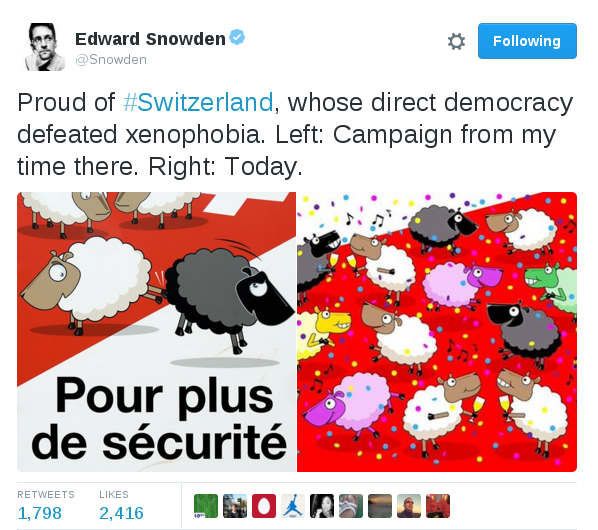 Edward Snowden
@Snowden
Following
Proud of #Switzerland, whose direct democracy
defeated xenophobia. Left: Campaign from my
time there. Right: Today.
Pour plus
de sécurité
RETWEETS
LIKES
1,798
2,416